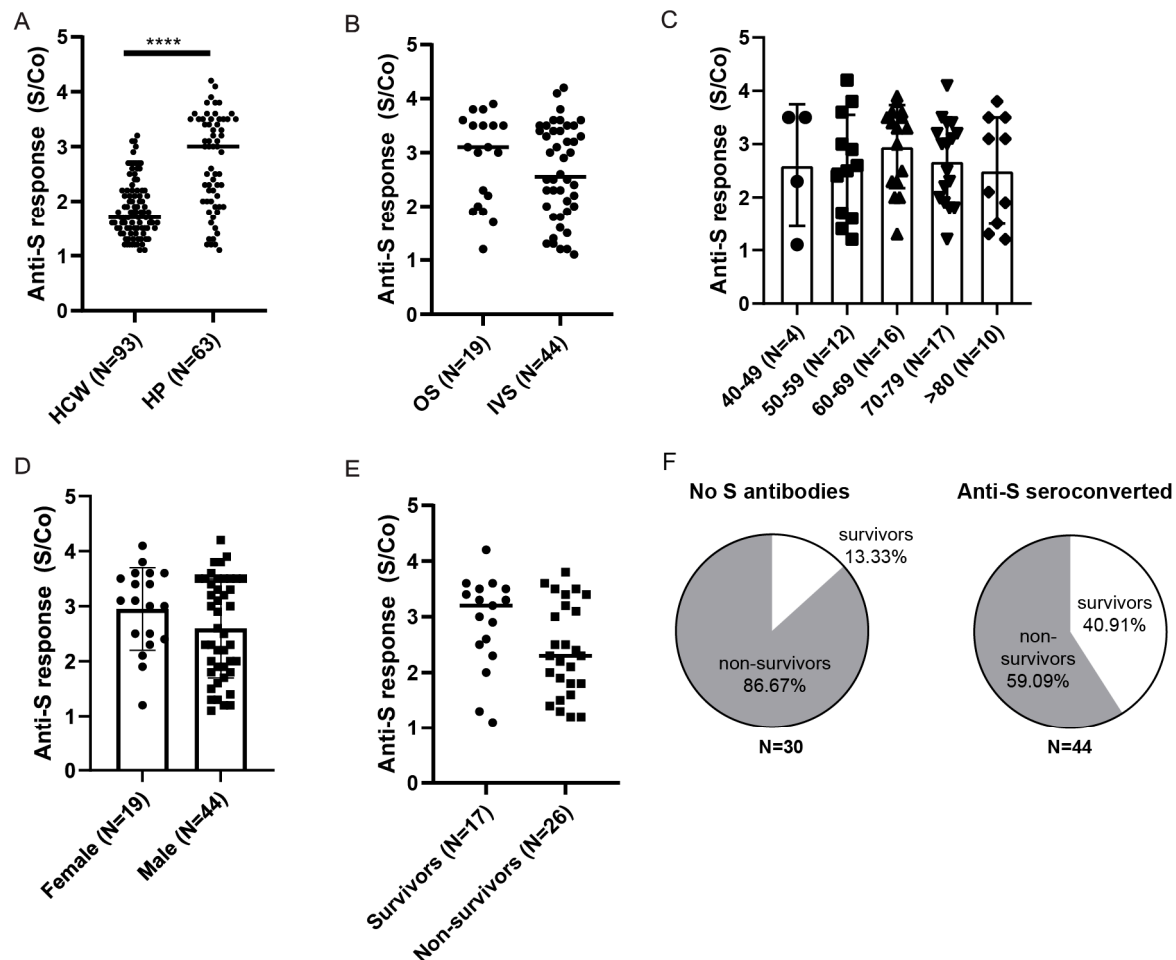 A
Anti-S response (S/Co)
5
4
3
2
1
0
****
HCW (N=93)
HP (N=63)
B
Anti-S response (S/Co)
5
4
3
2
1
0
OS (N=19)
IVS (N=44)
C
Anti-S response (S/Co)
5
4
3
2
1
0
40-49 (N=4)
50-59 (N=12)
60-69 (N=16)
70-79 (N=17)
>80 (N=10)
D
Anti-S response (S/Co)
5
4
3
2
1
0
Female (N=19)
Male (N=44)
E
Anti-S response (S/Co)
5
4
3
2
1
0
Survivors (N=17)
Non-survivors (N=26)
F
No S antibodies
survivors
13.33%
non-survivors
86.67%
N=30
Anti-S seroconverted
survivors
40.91%
non-
survivors
59.09%
N=44